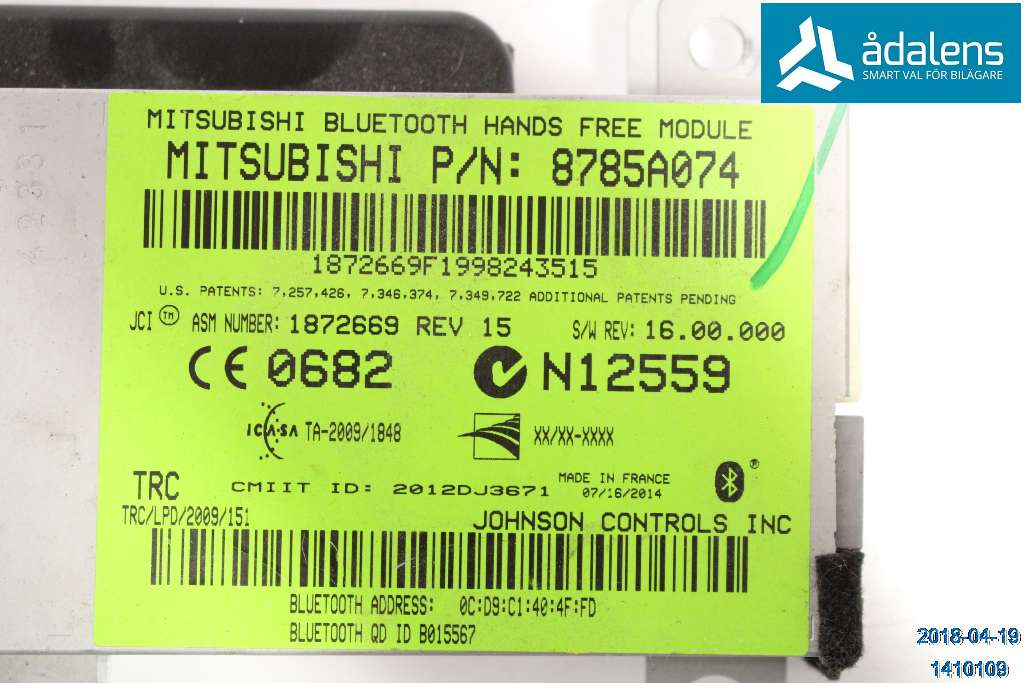 ådalens
SMART VAL FÖR BILÄGARE
MITSUBISHI BLUETOOTH HANDS FREE MODULE
MITSUBISHI P/N: 8785A074
1872669F1998243515
U.S. PATENTS: 7,257,426, 7,346,374, 7,349,722 ADDITIONAL PATENTS PENDING
JCI TM ASM NUMBER: 1872669 REV 15 S/W REV: 16.00.000
CE 0682 N12559
ICASA TA-2009/1848 XX/XX-XXXX
MADE IN FRANCE
07/16/2014
®
TRC CMIIT ID: 2012DJ3671
TRC/LPD/2009/151
JOHNSON CONTROLS INC
BLUETOOTH ADDRESS: 0C:D9:C1:40:4F:FD
BLUETOOTH QD ID B015567
2018-04-19
1410109